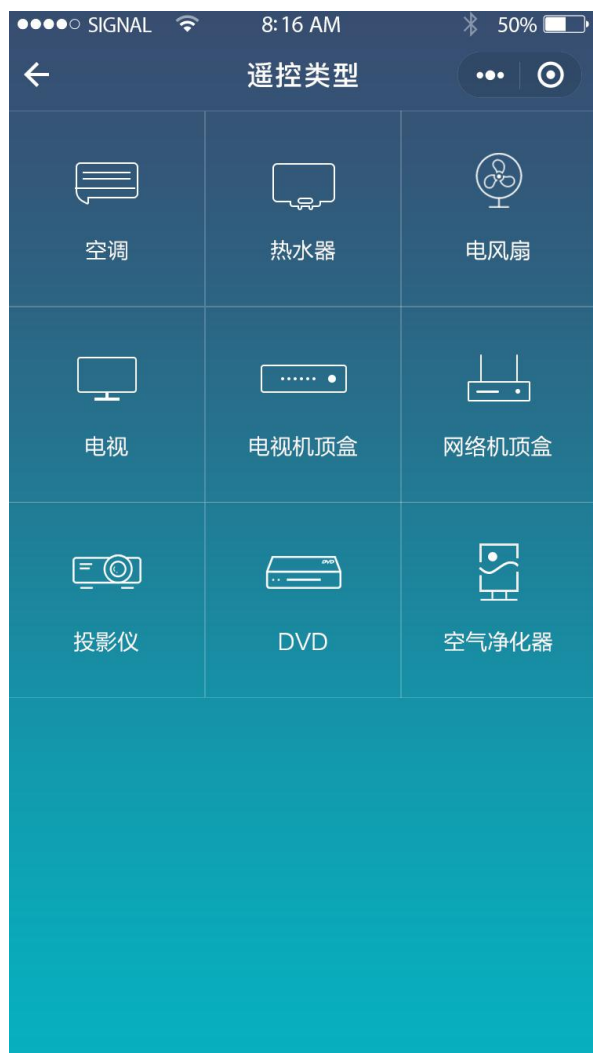 SIGNAL 8:16 AM 50%
遥控类型
空调 热水器 电风扇
电视 电视机顶盒 网络机顶盒
DVD
投影仪 DVD 空气净化器